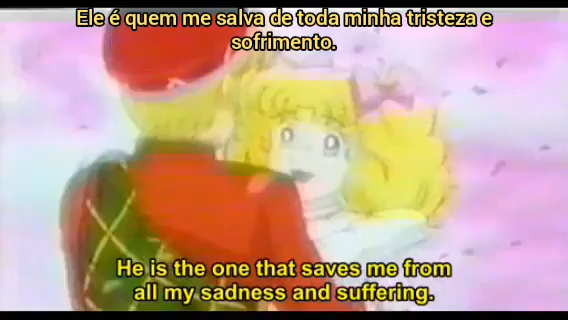 Ele é quem me salva de toda minha tristeza e
sofrimento.
He is the one that saves me from
all my sadness and suffering.